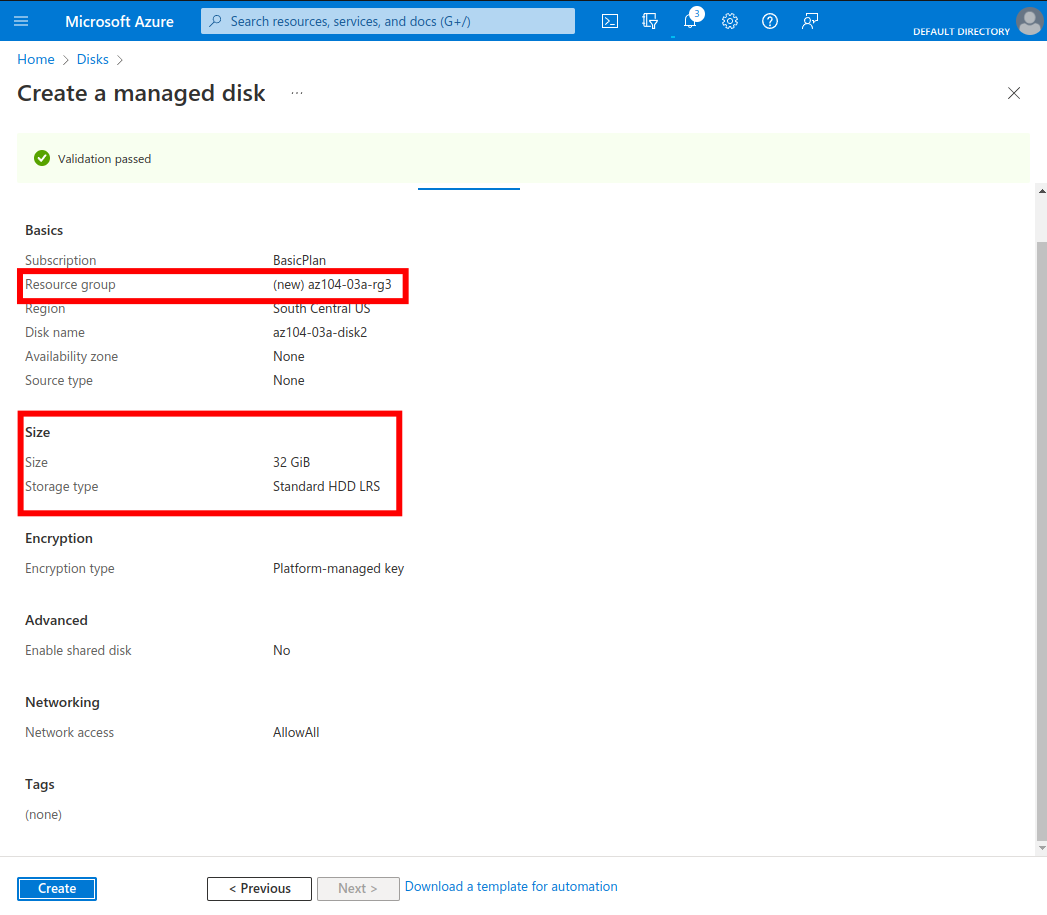 Microsoft Azure
Search resources, services, and docs (G+/)
3
DEFAULT DIRECTORY
Home > Disks >
Create a managed disk ...
Validation passed
Basics
Subscription BasicPlan
Resource group (new) az104-03a-rg3
Region South Central US
Disk name az104-03a-disk2
Availability zone None
Source type None
Size
Size 32 GiB
Storage type Standard HDD LRS
Encryption
Encryption type Platform-managed key
Advanced
Enable shared disk No
Networking
Network access AllowAll
Tags
(none)
Create < Previous Next > Download a template for automation